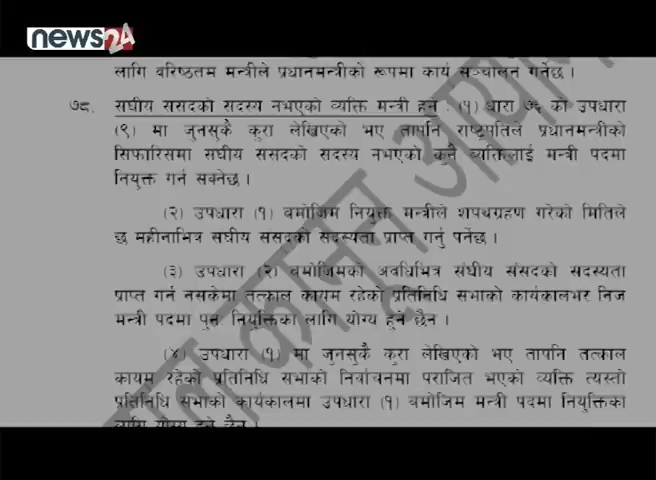 news24
लागि बरिष्ठतम मन्त्रीले प्रधानमन्त्रीको रूपमा कार्य सञ्चालन गर्नेछ ।
७८. संघीय संसदको सदस्य नभएको व्यक्ति मन्त्री हुने : (१) धारा ७६ को उपधारा
(९) मा जुनसुकै कुरा लेखिएको भए तापनि राष्ट्रपतिले प्रधानमन्त्रीको
सिफारिसमा संघीय संसदको सदस्य नभएको कुनै व्यक्तिलाई मन्त्री पदमा
नियुक्त गर्न सक्नेछ ।
(२) उपधारा (१) बमोजिम नियुक्त मन्त्रीले शपथग्रहण गरेको मितिले
छ महीनाभित्र संघीय संसदको सदस्यता प्राप्त गर्नु पर्नेछ ।
(३) उपधारा (२) बमोजिमको अवधिभित्र संघीय संसदको सदस्यता
प्राप्त गर्न नसकेमा तत्काल कायम रहेको प्रतिनिधि सभाको कार्यकालभर निज
मन्त्री पदमा पुनः नियुक्तिका लागि योग्य हुने छैन ।
(४) उपधारा (१) मा जुनसुकै कुरा लेखिएको भए तापनि तत्काल
कायम रहेको प्रतिनिधि सभाको निर्वाचनमा पराजित भएको व्यक्ति त्यस्तो
प्रतिनिधि सभाको कार्यकालमा उपधारा (१) बमोजिम मन्त्री पदमा नियुक्तिका
लागि योग्य हुने छैन ।
कानून आयोग